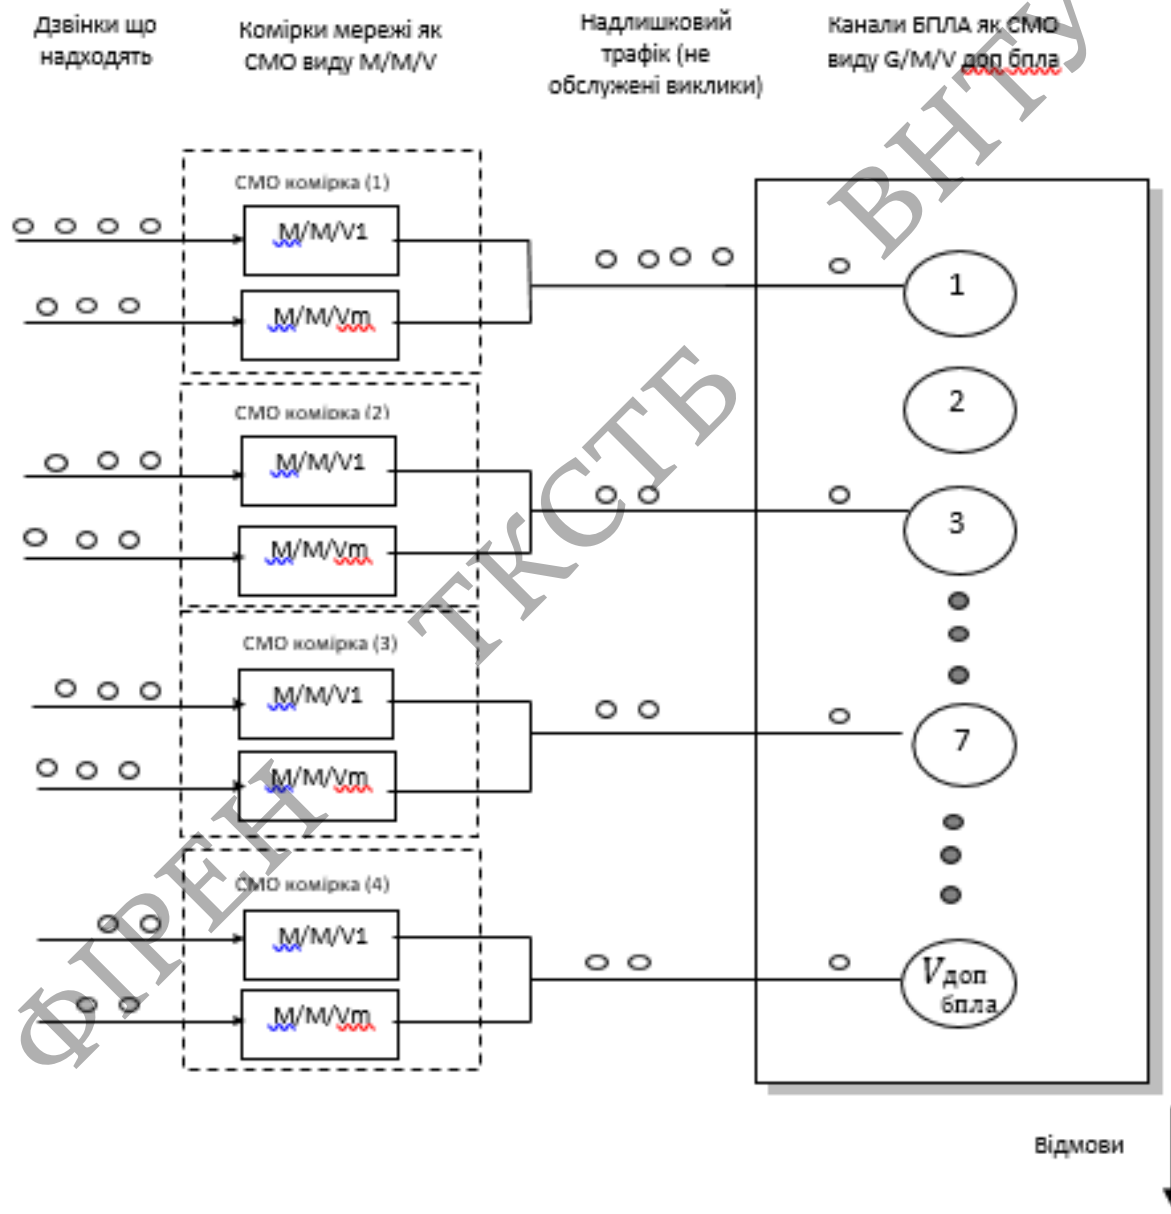 Дзвінки що
надходять
Комірки мережі як
СМО виду M/M/V
Надлишковий
трафік (не
обслужені виклики)
Канали БПЛА як СМО
виду G/M/V доп бпла
СМО комірка (1)
M/M/V1
M/M/Vm
СМО комірка (2)
M/M/V1
M/M/Vm
СМО комірка (3)
M/M/V1
M/M/Vm
СМО комірка (4)
M/M/V1
M/M/Vm
1
2
3
7
Vдоп
бпла
Відмови
ФІРЕН ТКСТБ ВНТУ